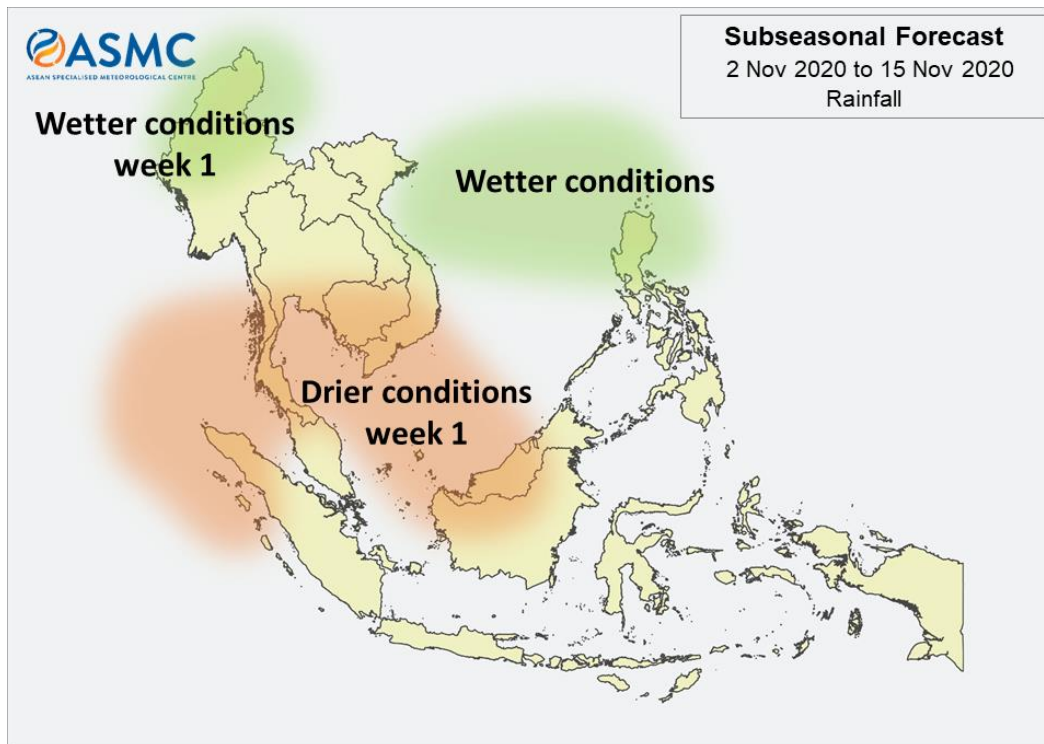 ASMC
ASEAN SPECIALISED METEOROLOGICAL CENTRE
Subseasonal Forecast
2 Nov 2020 to 15 Nov 2020
Rainfall
Wetter conditions
week 1
Wetter conditions
Drier conditions
week 1